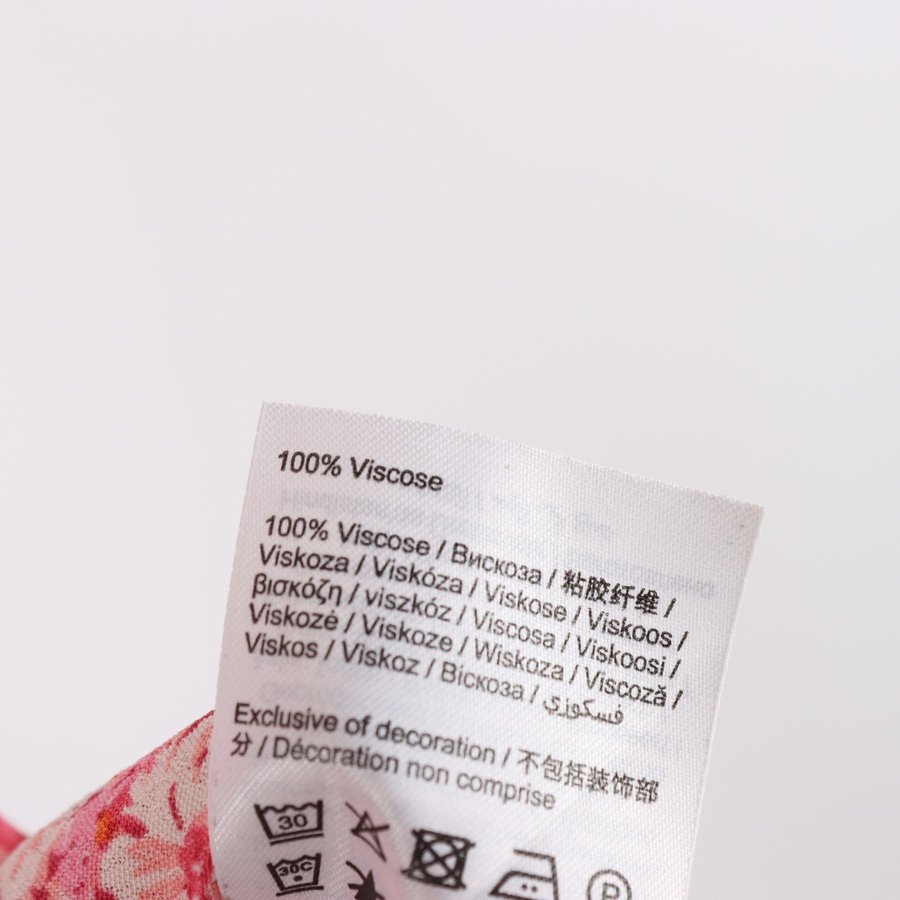 100% Viscose
100% Viscose / Вискоза / 粘胶纤维 /
Viskoza / Viskóza / Viskose / Viskoos /
βισκόζη / viszkóz / Viscosa / Viskoosi /
Viskozė / Viskoze / Wiskoza / Viscoză /
Viskos / Viskoz / Віскоза / فسكوزي
Exclusive of decoration / 不包括装饰部
分 / Décoration non comprise
30
30C
P